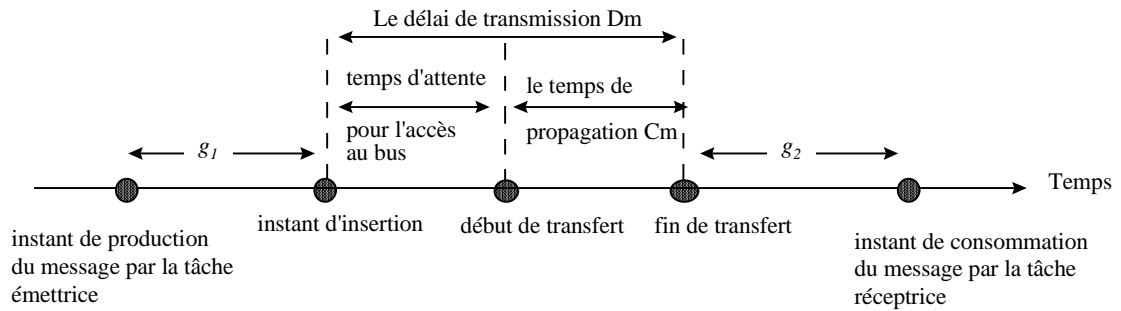 Le délai de transmission Dm
temps d'attente
pour l'accès
au bus
le temps de
propagation Cm
g1
g2
Temps
instant d'insertion
début de transfert
fin de transfert
instant de production
du message par la tâche
émettrice
instant de consommation
du message par la tâche
réceptrice